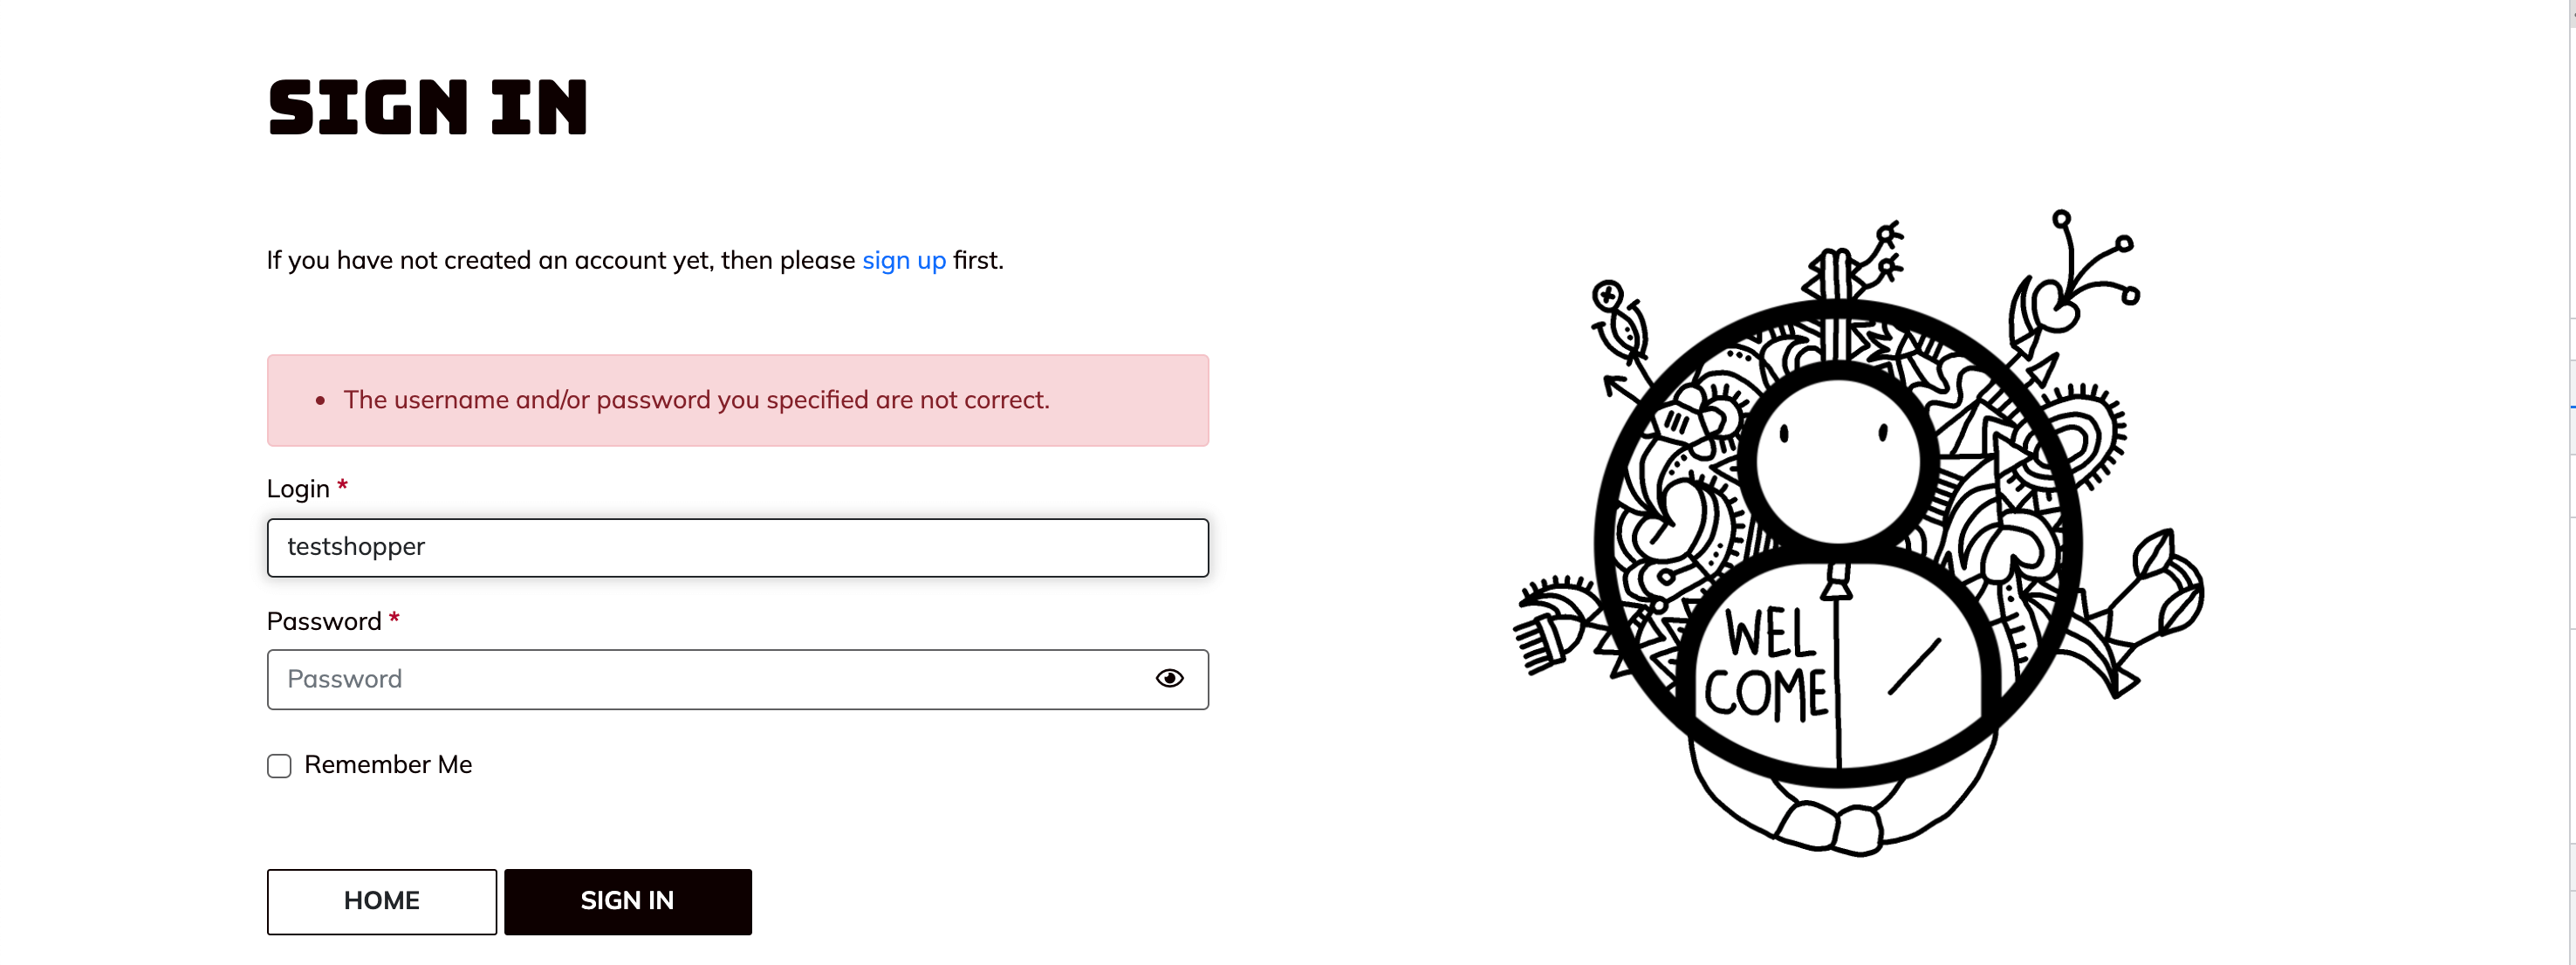 SIGN IN
If you have not created an account yet, then please sign up first.
The username and/or password you specified are not correct.
Login *
testshopper
Password *
Password
Remember Me
HOME
SIGN IN
WEL
COME